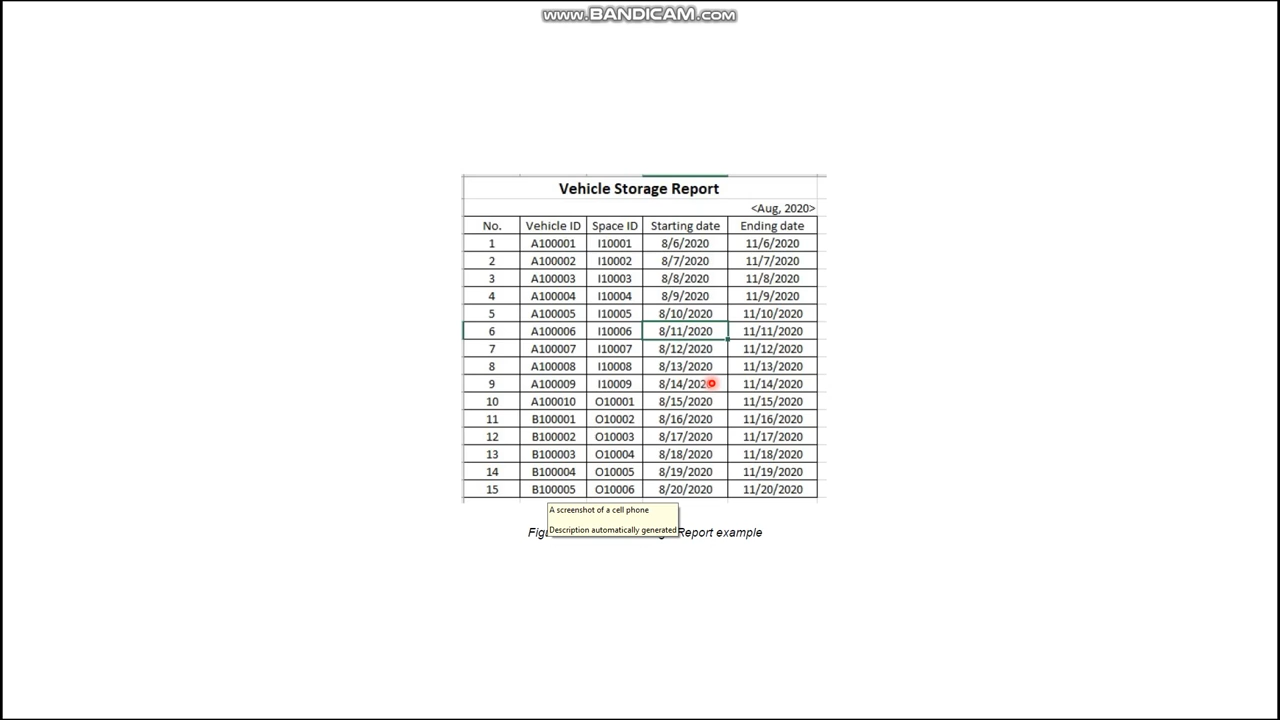 www.BANDICAM.com
Vehicle Storage Report
<Aug, 2020>
No. Vehicle ID Space ID Starting date Ending date
1 A100001 I10001 8/6/2020 11/6/2020
2 A100002 I10002 8/7/2020 11/7/2020
3 A100003 I10003 8/8/2020 11/8/2020
4 A100004 I10004 8/9/2020 11/9/2020
5 A100005 I10005 8/10/2020 11/10/2020
6 A100006 I10006 8/11/2020 11/11/2020
7 A100007 I10007 8/12/2020 11/12/2020
8 A100008 I10008 8/13/2020 11/13/2020
9 A100009 I10009 8/14/202 11/14/2020
10 A100010 O10001 8/15/2020 11/15/2020
11 B100001 O10002 8/16/2020 11/16/2020
12 B100002 O10003 8/17/2020 11/17/2020
13 B100003 O10004 8/18/2020 11/18/2020
14 B100004 O10005 8/19/2020 11/19/2020
15 B100005 O10006 8/20/2020 11/20/2020
A screenshot of a cell phone
Description automatically generated
Report example